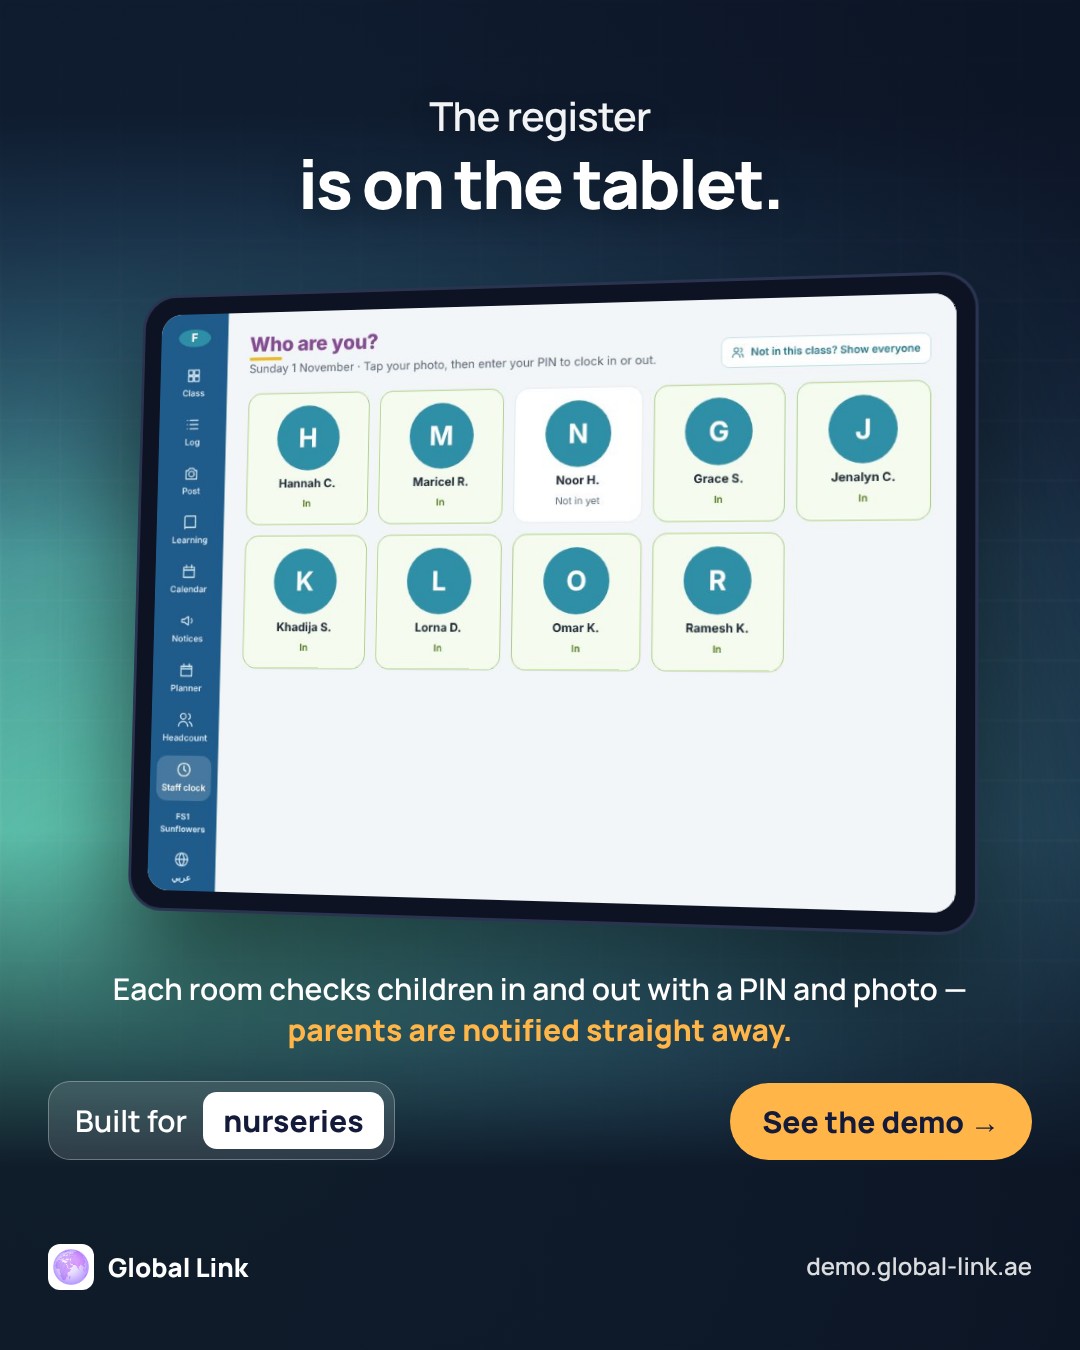 The register
is on the tablet.
F
Who are you?
Sunday 1 November · Tap your photo, then enter your PIN to clock in or out.
Not in this class? Show everyone
Class
Log
Post
Learning
Calendar
Notices
Planner
Headcount
Staff clock
FS1
Sunflowers
عربي
H
Hannah C.
In
M
Maricel R.
In
N
Noor H.
Not in yet
G
Grace S.
In
J
Jenalyn C.
In
K
Khadija S.
In
L
Lorna D.
In
O
Omar K.
In
R
Ramesh K.
In
Each room checks children in and out with a PIN and photo —
parents are notified straight away.
Built for nurseries
See the demo →
Global Link
demo.global-link.ae